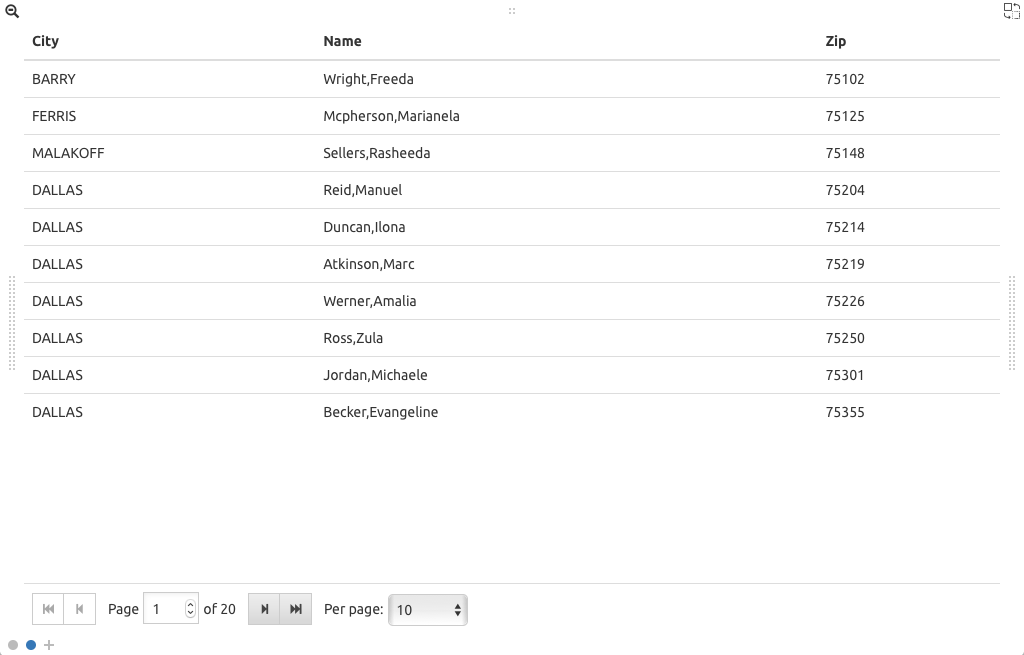 City Name Zip
BARRY Wright,Freeda 75102
FERRIS Mcpherson,Marianela 75125
MALAKOFF Sellers,Rasheeda 75148
DALLAS Reid,Manuel 75204
DALLAS Duncan,Ilona 75214
DALLAS Atkinson,Marc 75219
DALLAS Werner,Amalia 75226
DALLAS Ross,Zula 75250
DALLAS Jordan,Michaele 75301
DALLAS Becker,Evangeline 75355
Page 1 of 20 Per page: 10